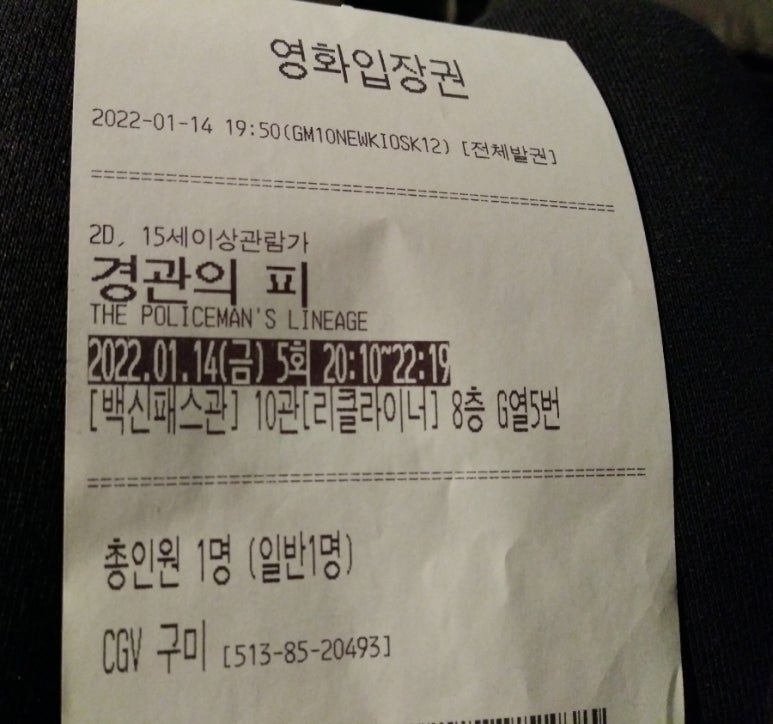 영화입장권
2022-01-14 19:50(GM10NEWKIOSK12) [전체발권]
================================================
2D, 15세이상관람가
경관의 피
THE POLICEMAN'S LINEAGE
2022.01.14(금) 5회 20:10~22:19
[백신패스관] 10관[리클라이너] 8층 G열5번
================================================
총인원 1명 (일반1명)
CGV 구미 [513-85-20493]